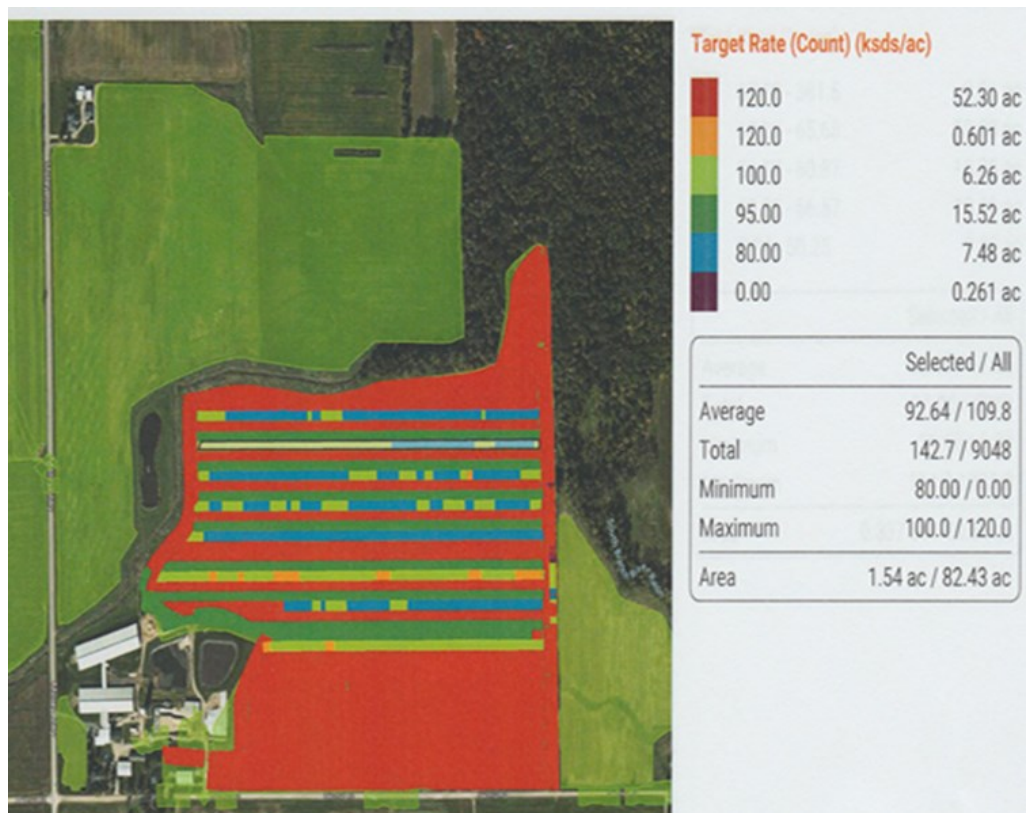 Target Rate (Count) (ksds/ac)
120.0 52.30 ac
120.0 0.601 ac
100.0 6.26 ac
95.00 15.52 ac
80.00 7.48 ac
0.00 0.261 ac
Selected / All
Average 92.64 / 109.8
Total 142.7 / 9048
Minimum 80.00 / 0.00
Maximum 100.0 / 120.0
Area 1.54 ac / 82.43 ac